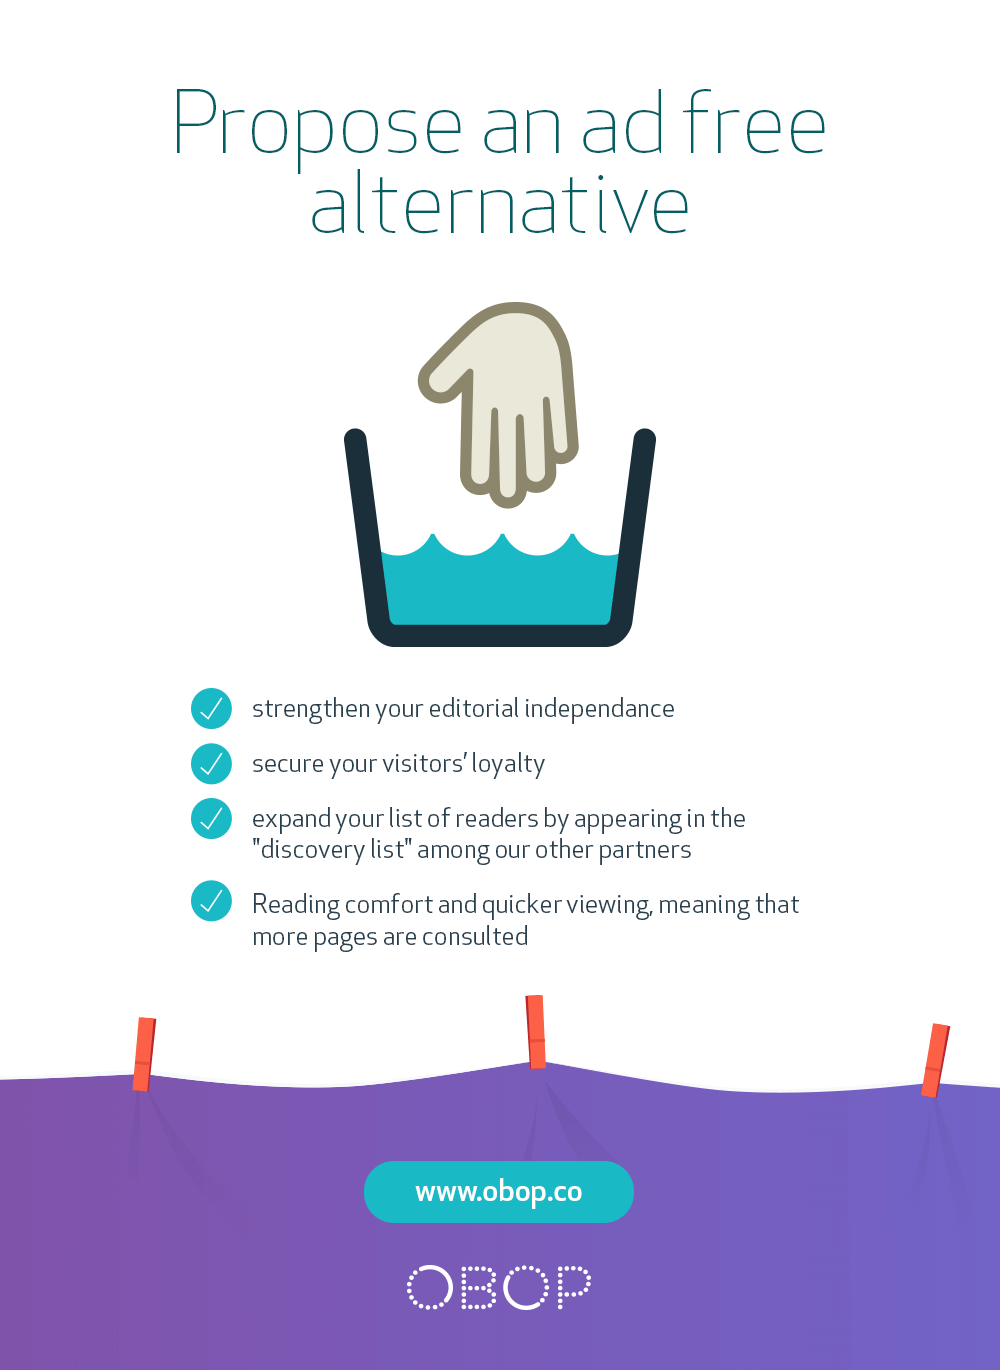 Propose an ad free
alternative
strengthen your editorial independance
secure your visitors’ loyalty
expand your list of readers by appearing in the
"discovery list" among our other partners
Reading comfort and quicker viewing, meaning that
more pages are consulted
www.obop.co
OBOP